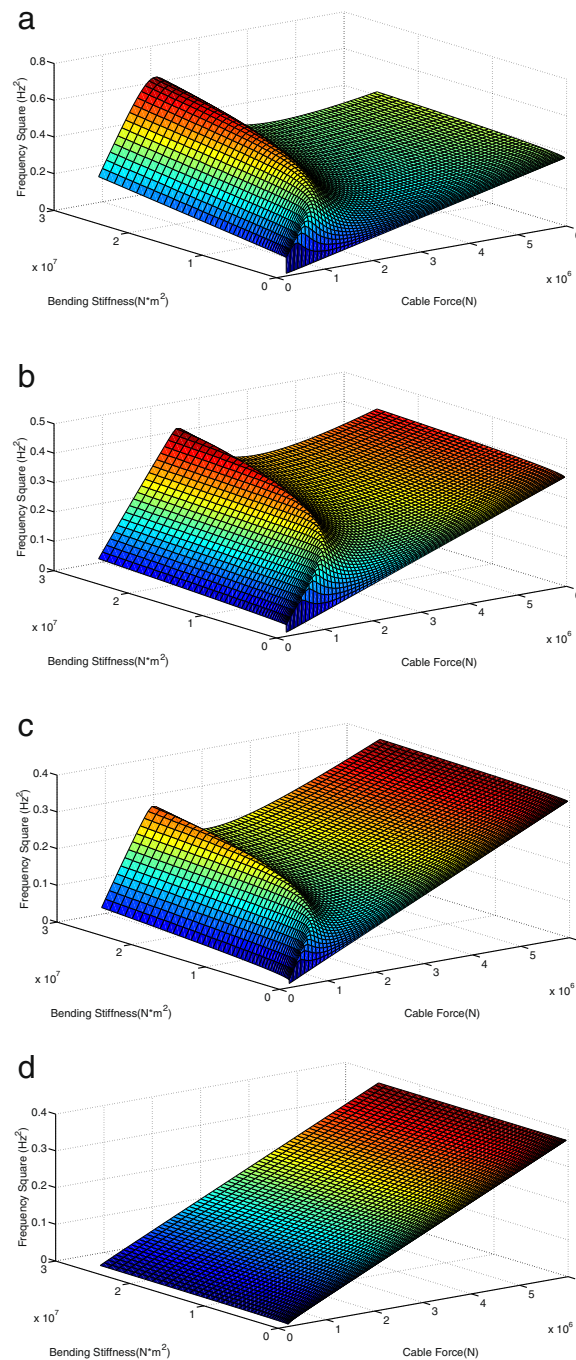 a
0.8
0.6
0.4
0.2
0
Frequency Square (Hz²)
3
2
1
0
x 10⁷
Bending Stiffness(N*m²)
0
1
2
3
4
5
6
x 10⁶
Cable Force(N)
b
0.5
0.4
0.3
0.2
0.1
0
Frequency Square (Hz²)
3
2
1
0
x 10⁷
Bending Stiffness(N*m²)
0
1
2
3
4
5
6
x 10⁶
Cable Force(N)
c
0.4
0.3
0.2
0.1
0
Frequency Square (Hz²)
3
2
1
0
x 10⁷
Bending Stiffness(N*m²)
0
1
2
3
4
5
x 10⁶
Cable Force(N)
d
0.4
0.3
0.2
0.1
0
Frequency Square (Hz²)
3
2
1
0
x 10⁷
Bending Stiffness(N*m²)
0
1
2
3
4
5
6
x 10⁶
Cable Force(N)